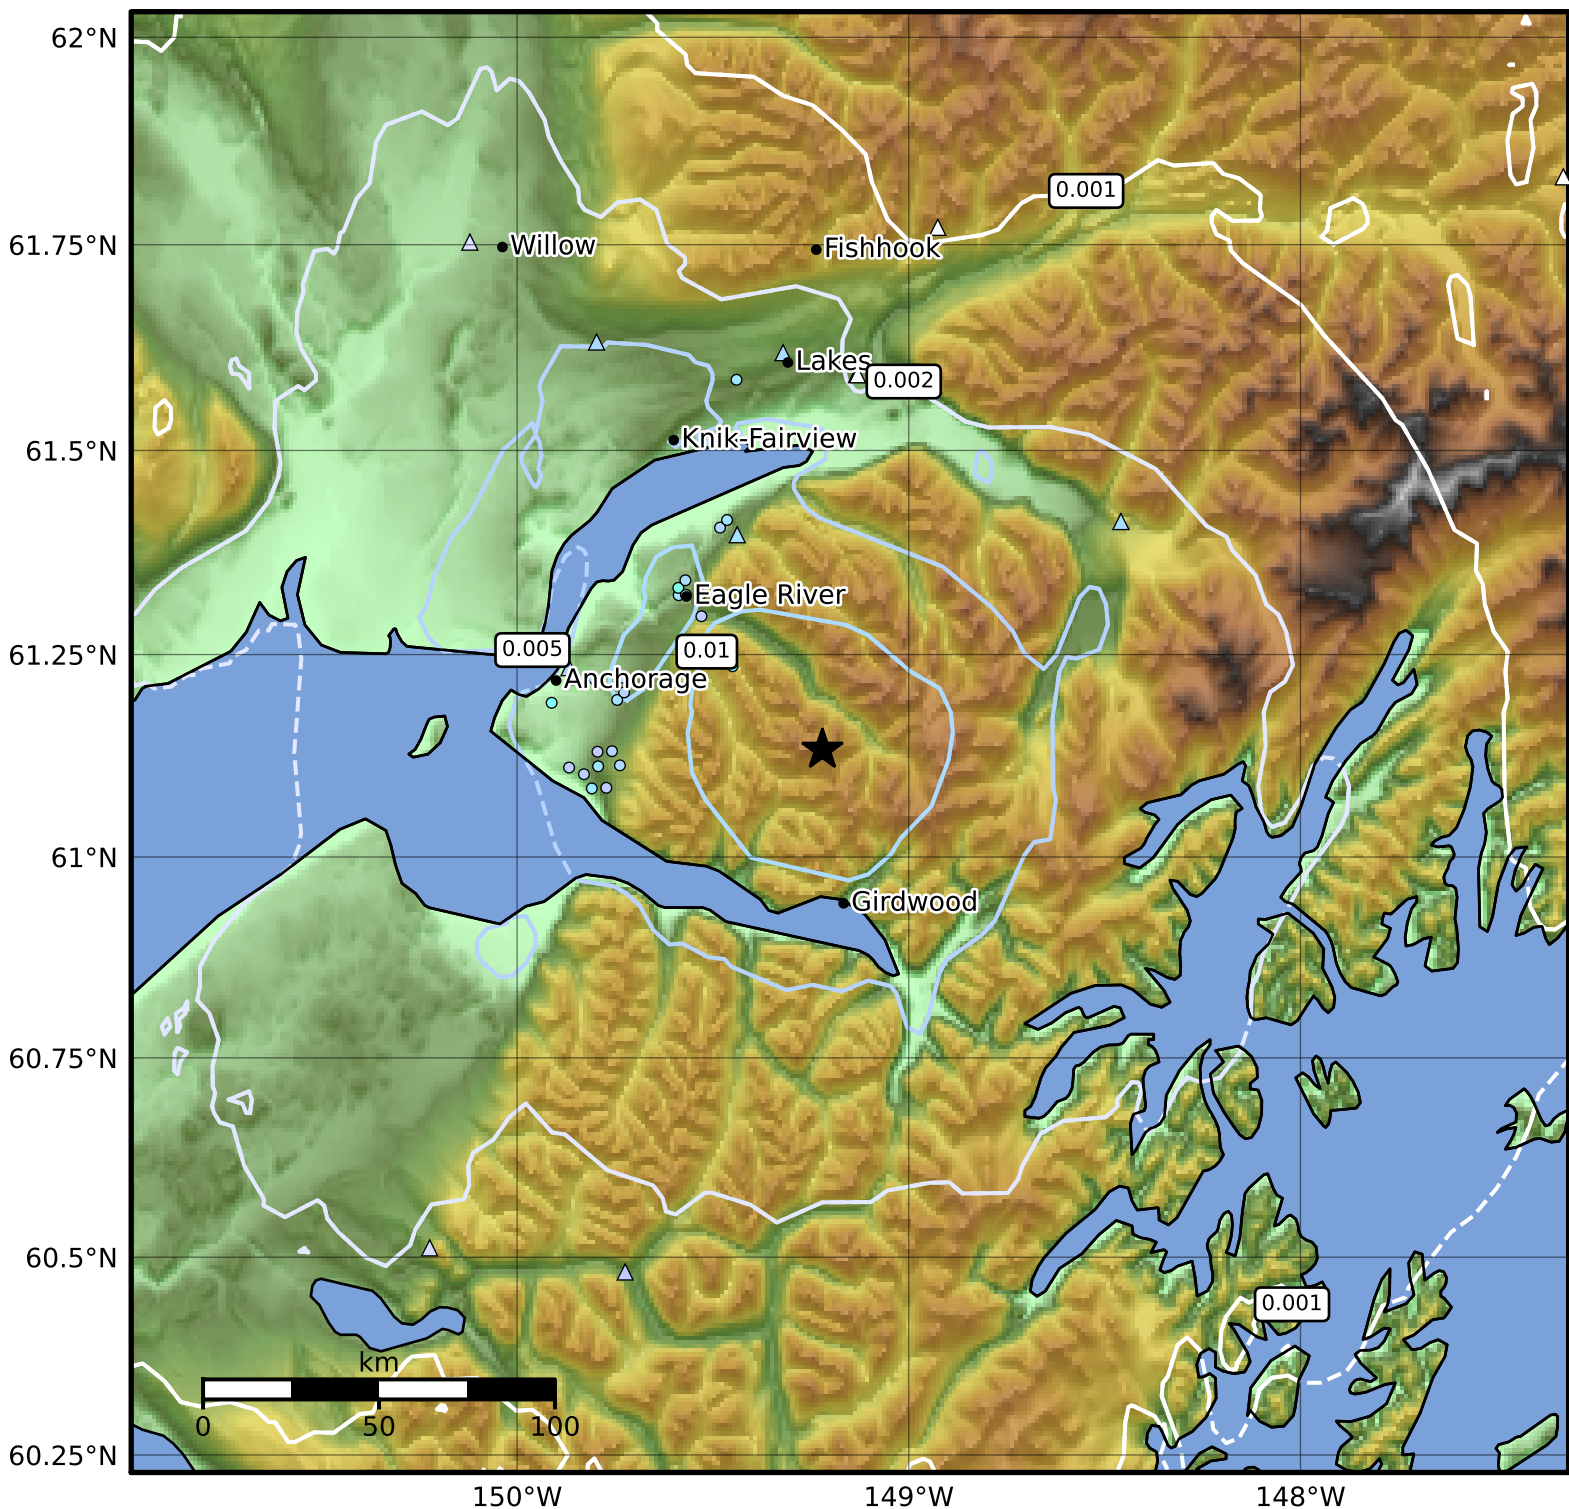 62°N
0.001
61.75°N
Willow
Fishhook
Lakes
0.002
61.5°N
Knik-Fairview
Eagle River
61.25°N
0.005
0.01
Anchorage
61°N
Girdwood
60.75°N
60.5°N
0.001
km
0 50 100
60.25°N
150°W 149°W 148°W